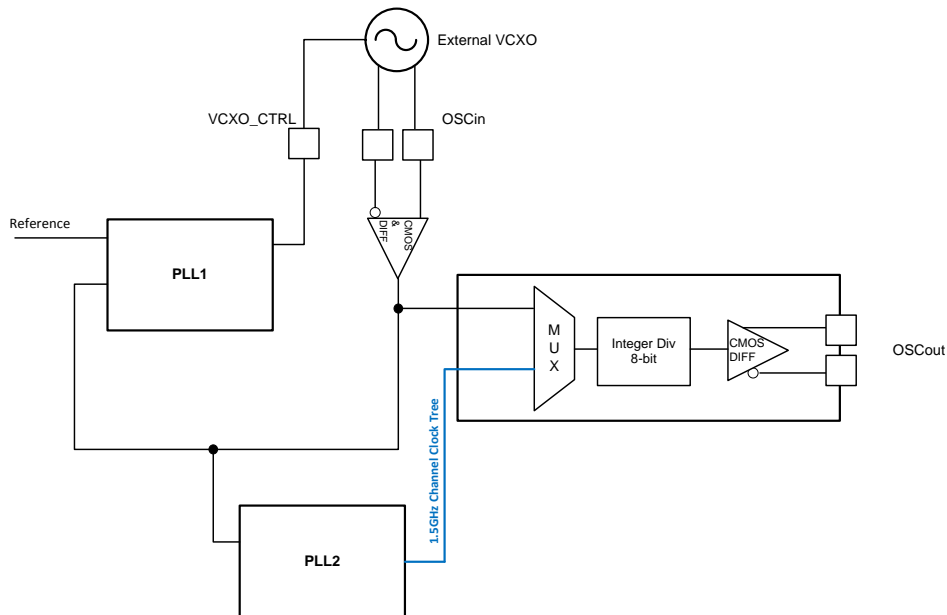 External VCXO
VCXO_CTRL
OSCin
DIFF
&
CMOS
Reference
PLL1
MUX
Integer Div
8-bit
CMOS
DIFF
OSCout
1.5GHz Channel Clock Tree
PLL2